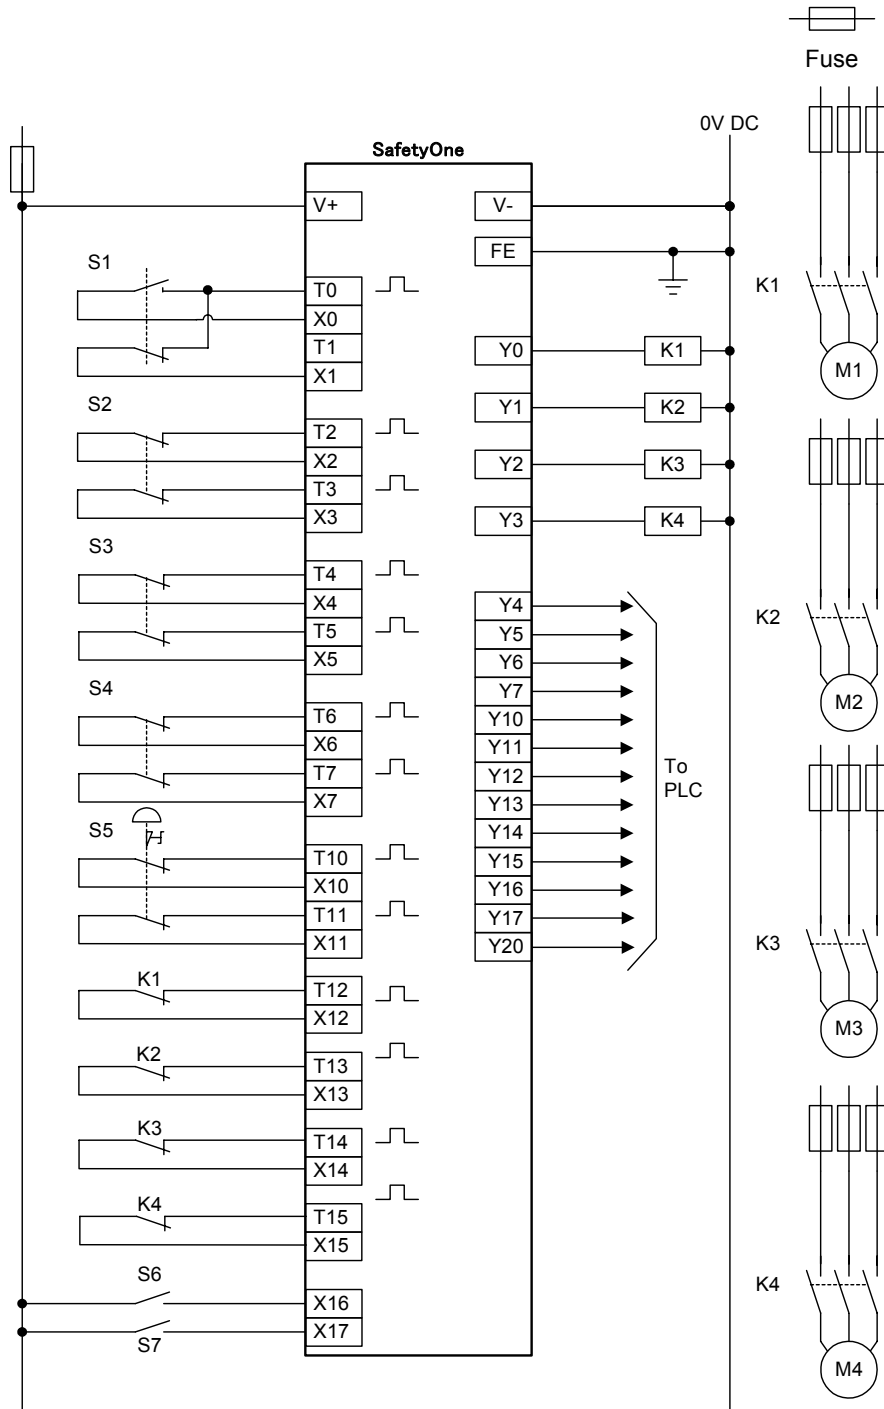 Fuse
0V DC
SafetyOne
V+
V-
FE
S1
T0
X0
T1
X1
S2
T2
X2
T3
X3
S3
T4
X4
T5
X5
S4
T6
X6
T7
X7
S5
T10
X10
T11
X11
K1
T12
X12
K2
T13
X13
K3
T14
X14
K4
T15
X15
S6
X16
X17
S7
Y0
K1
Y1
K2
Y2
K3
Y3
K4
Y4
Y5
Y6
Y7
Y10
Y11
Y12
Y13
Y14
Y15
Y16
Y17
Y20
To
PLC
K1
M1
K2
M2
K3
M3
K4
M4